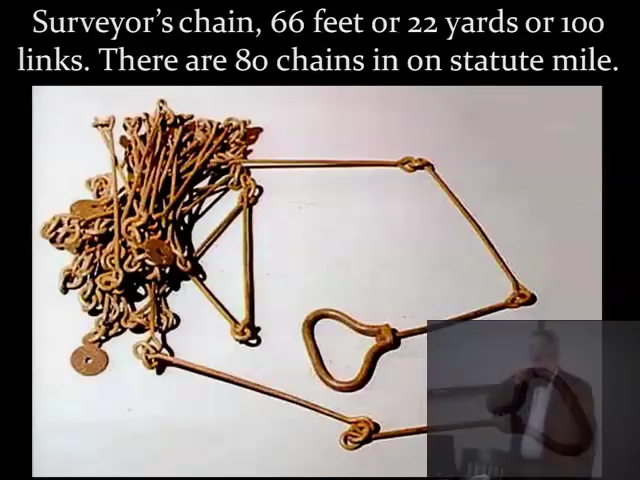 Surveyor's chain, 66 feet or 22 yards or 100
links. There are 80 chains in on statute mile.